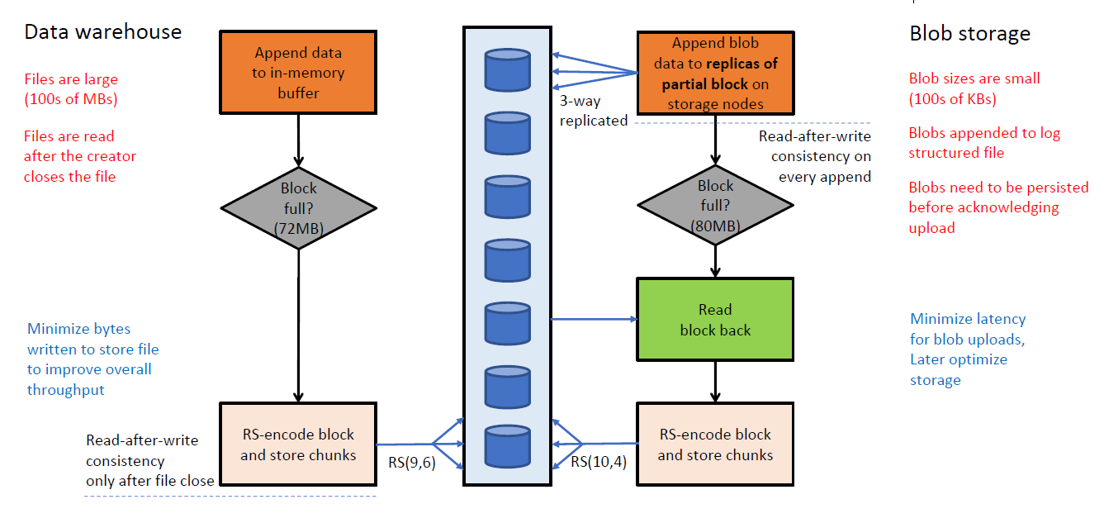 Data warehouse
Files are large
(100s of MBs)
Files are read
after the creator
closes the file
Minimize bytes
written to store file
to improve overall
throughput
Append data
to in-memory
buffer
Block
full?
(72MB)
RS-encode block
and store chunks
Read-after-write
consistency
only after file close
RS(9,6)
3-way
replicated
Append blob
data to replicas of
partial block on
storage nodes
Read-after-write
consistency on
every append
Block
full?
(80MB)
Read
block back
RS-encode block
and store chunks
RS(10,4)
Blob storage
Blob sizes are small
(100s of KBs)
Blobs appended to log
structured file
Blobs need to be persisted
before acknowledging
upload
Minimize latency
for blob uploads,
Later optimize
storage